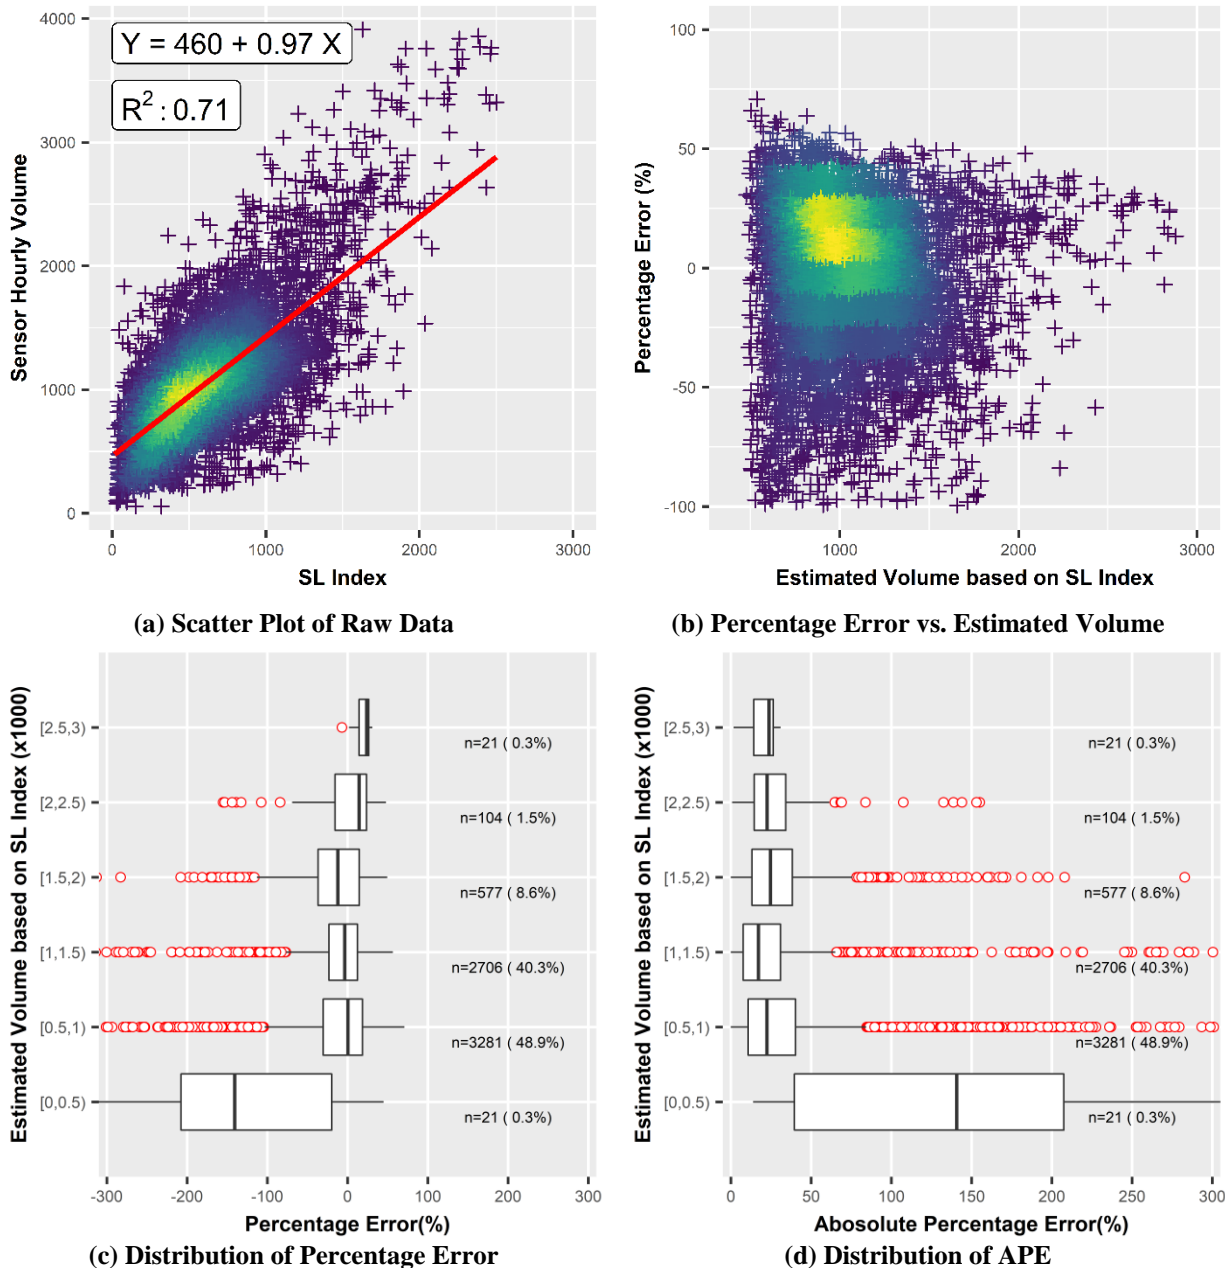 Y = 460 + 0.97 X
R² : 0.71
Sensor Hourly Volume
4000
3000
2000
1000
0
0 1000 2000 3000
SL Index
(a) Scatter Plot of Raw Data
Percentage Error (%)
100
50
0
-50
-100
1000 2000 3000
Estimated Volume based on SL Index
(b) Percentage Error vs. Estimated Volume
Estimated Volume based on SL Index (x1000)
[2.5,3)
n=21 ( 0.3%)
[2,2.5)
n=104 ( 1.5%)
[1.5,2)
n=577 ( 8.6%)
[1,1.5)
n=2706 ( 40.3%)
[0.5,1)
n=3281 ( 48.9%)
[0,0.5)
n=21 ( 0.3%)
-300 -200 -100 0 100 200 300
Percentage Error(%)
(c) Distribution of Percentage Error
Estimated Volume based on SL Index (x1000)
[2.5,3)
n=21 ( 0.3%)
[2,2.5)
n=104 ( 1.5%)
[1.5,2)
n=577 ( 8.6%)
[1,1.5)
n=2706 ( 40.3%)
[0.5,1)
n=3281 ( 48.9%)
[0,0.5)
n=21 ( 0.3%)
0 50 100 150 200 250 300
Abosolute Percentage Error(%)
(d) Distribution of APE